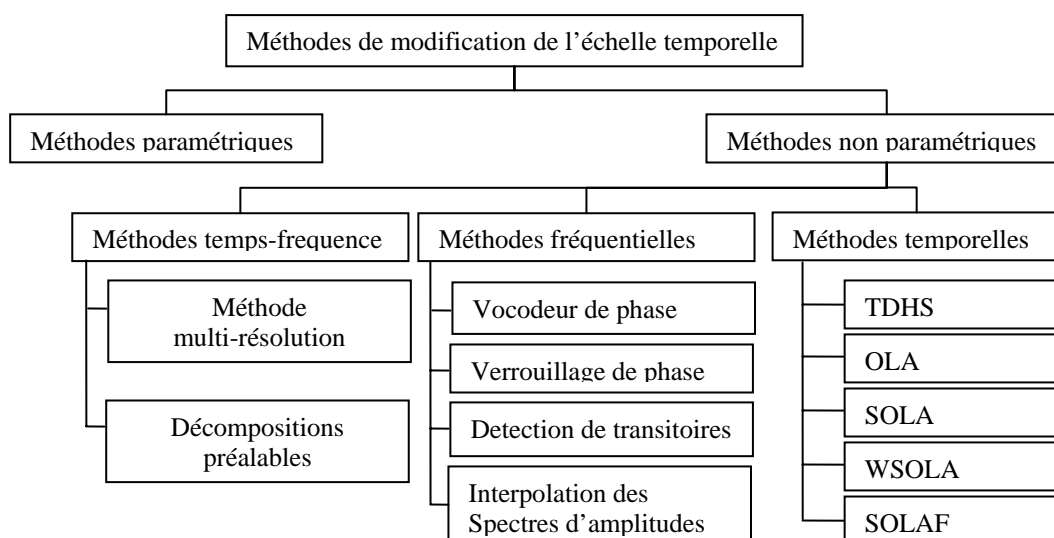 Méthodes de modification de l’échelle temporelle
Méthodes paramétriques
Méthodes non paramétriques
Méthodes temps-frequence
Méthode
multi-résolution
Décompositions
préalables
Méthodes fréquentielles
Vocodeur de phase
Verrouillage de phase
Detection de transitoires
Interpolation des
Spectres d’amplitudes
Méthodes temporelles
TDHS
OLA
SOLA
WSOLA
SOLAF